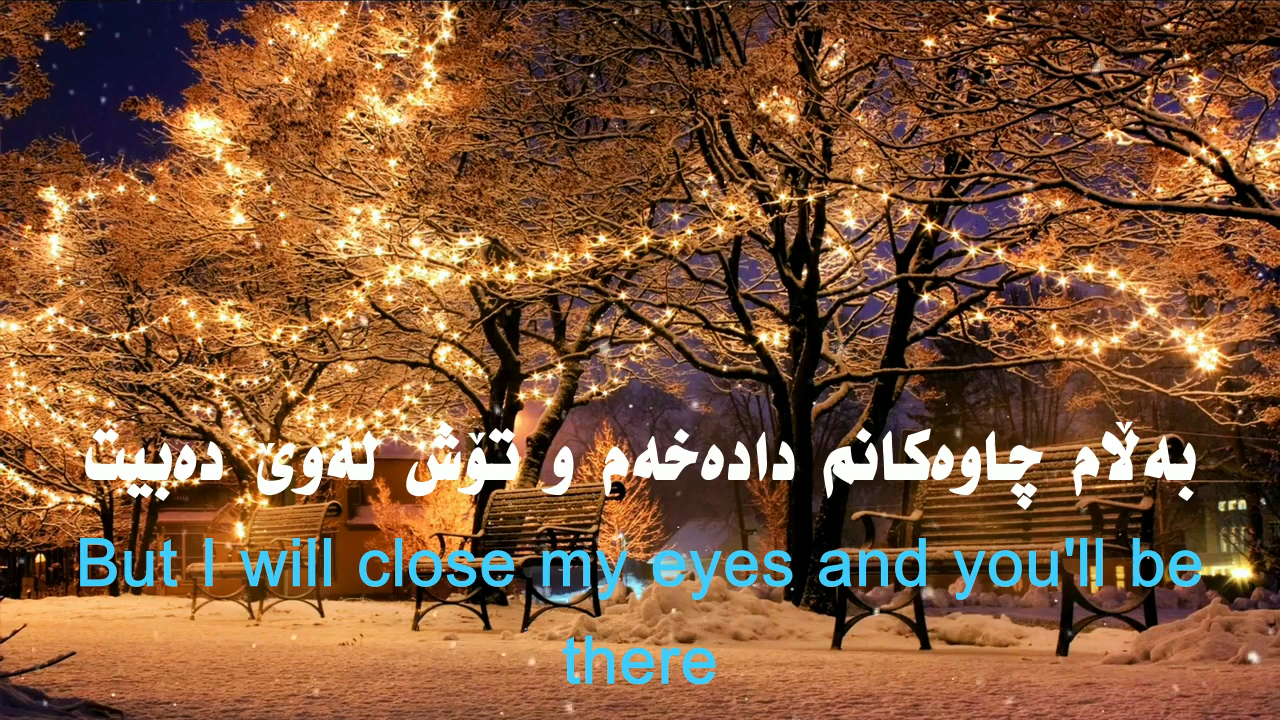 بەڵام چاوەکانم دادەخەم و تۆش لەوێ دەبیت
But I will close my eyes and you'll be
there